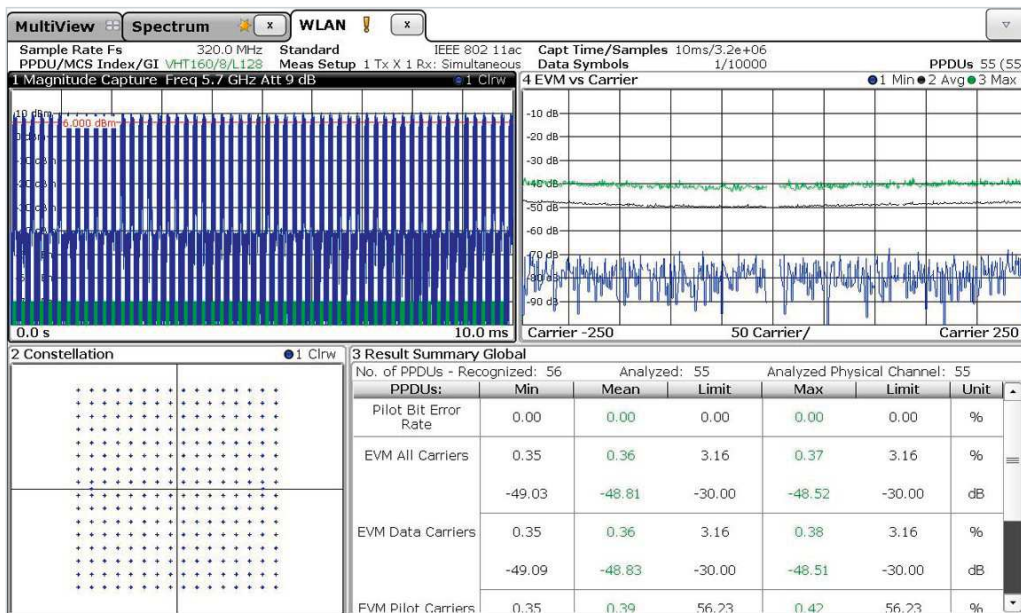 MultiView Spectrum x WLAN ! x
Sample Rate Fs 320.0 MHz Standard IEEE 802 11ac Capt Time/Samples 10ms/3.2e+06
PPDU/MCS Index/GI VHT160/8/L128 Meas Setup 1 Tx X 1 Rx: Simultaneous Data Symbols 1/10000 PPDUs 55 (55
1 Magnitude Capture Freq 5.7 GHz Att 9 dB 1 Clrw
10 dBm
6.000 dBm
0 dBm
0.0 s 10.0 ms
4 EVM vs Carrier 1 Min 2 Avg 3 Max
-10 dB
-20 dB
-30 dB
-40 dB
-50 dB
-70 dB
-80 dB
-90 dB
Carrier -250 50 Carrier/ Carrier 250
2 Constellation 1 Clrw
3 Result Summary Global
No. of PPDUs - Recognized: 56 Analyzed: 55 Analyzed Physical Channel: 55
PPDUs: Min Mean Limit Max Limit Unit
Pilot Bit Error
Rate 0.00 0.00 0.00 0.00 0.00 %
EVM All Carriers 0.35 0.36 3.16 0.37 3.16 %
-49.03 -48.81 -30.00 -48.52 -30.00 dB
EVM Data Carriers 0.35 0.36 3.16 0.38 3.16 %
-49.09 -48.83 -30.00 -48.51 -30.00 dB
EVM Pilot Carriers 0.35 0.39 56.23 0.42 56.23 %